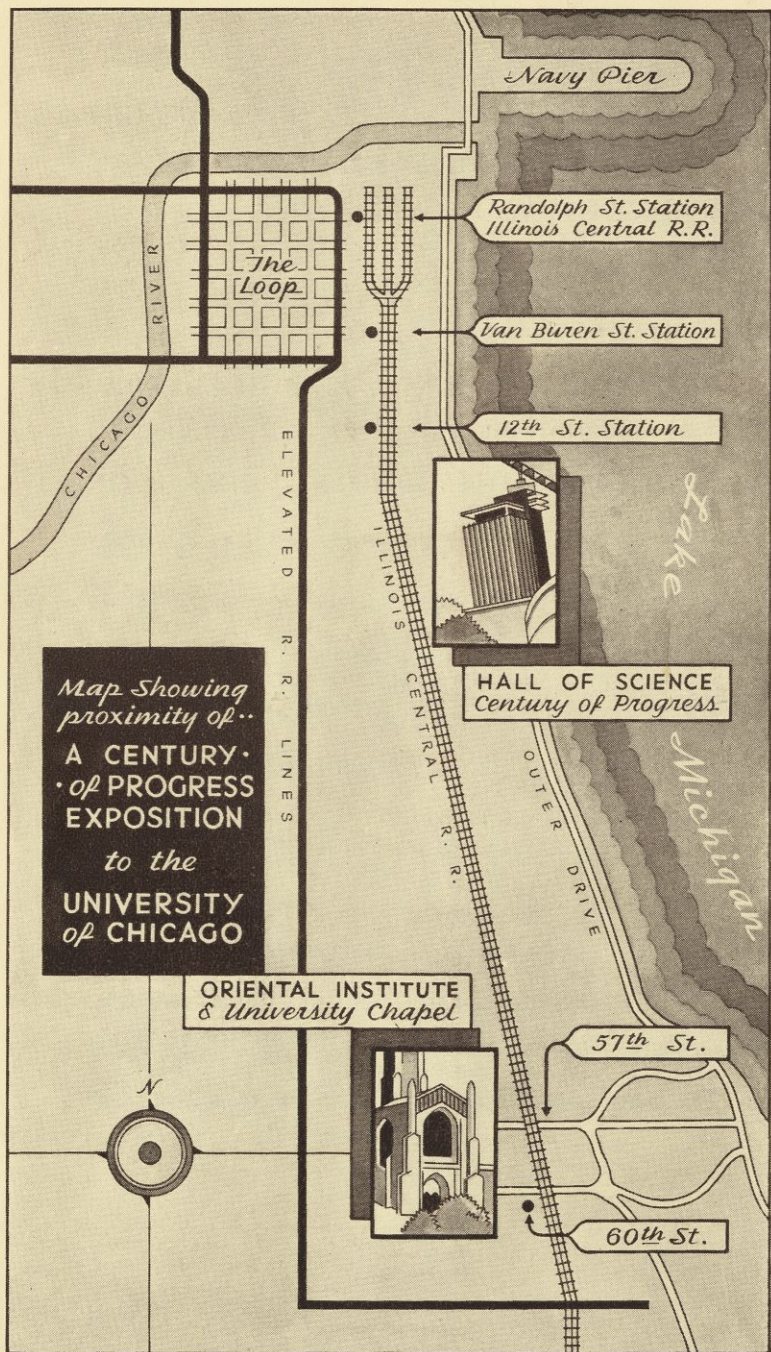 Navy Pier
Randolph St. Station
Illinois Central R.R.
The
Loop
Van Buren St. Station
12th St. Station
CHICAGO RIVER
ELEVATED R. R. LINES
ILLINOIS CENTRAL R. R.
Lake Michigan
HALL OF SCIENCE
Century of Progress
OUTER DRIVE
Map Showing
proximity of··
A CENTURY·
·of PROGRESS
EXPOSITION
to the
UNIVERSITY
of CHICAGO
ORIENTAL INSTITUTE
& University Chapel
57th St.
N
60th St.